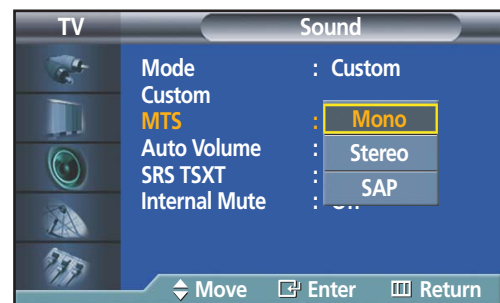 TV Sound
Mode : Custom
Custom
MTS : Mono
Auto Volume : Stereo
SRS TSXT : SAP
Internal Mute :
Move Enter Return